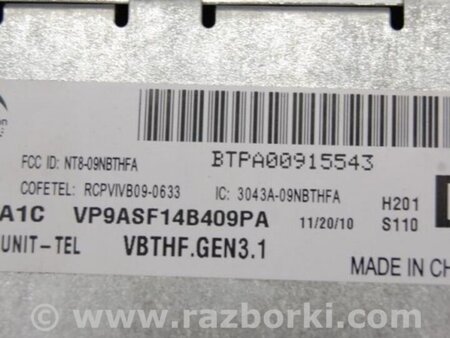 FCC ID: NT8-09NBTHFA
BTPA00915543
COFETEL: RCPVIVB09-0633 IC: 3043A-09NBTHFA
A1C VP9ASF14B409PA 11/20/10 H201
S110
UNIT-TEL VBTHF.GEN3.1
MADE IN CH
www.razborki.com